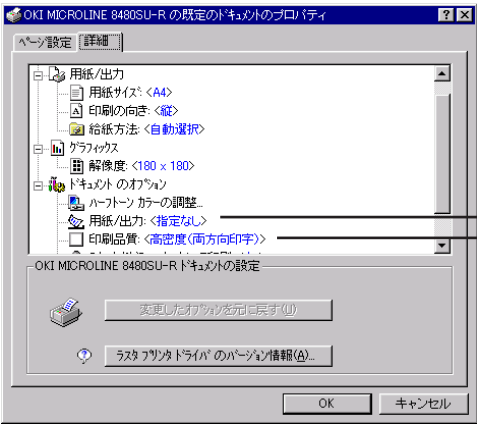 OKI MICROLINE 8480SU-R の既定のドキュメントのプロパティ
ページ設定 詳細
用紙/出力
用紙サイズ: <A4>
印刷の向き: <縦>
給紙方法: <自動選択>
グラフィックス
解像度: <180 × 180>
ドキュメント のオプション
ハーフトーン カラーの調整...
用紙/出力: <指定なし>
印刷品質: <高密度(両方向印字)>
OKI MICROLINE 8480SU-R ドキュメントの設定
変更したオプションを元に戻す(U)
ラスタ プリンタ ドライバ のバージョン情報(A)...
OK キャンセル